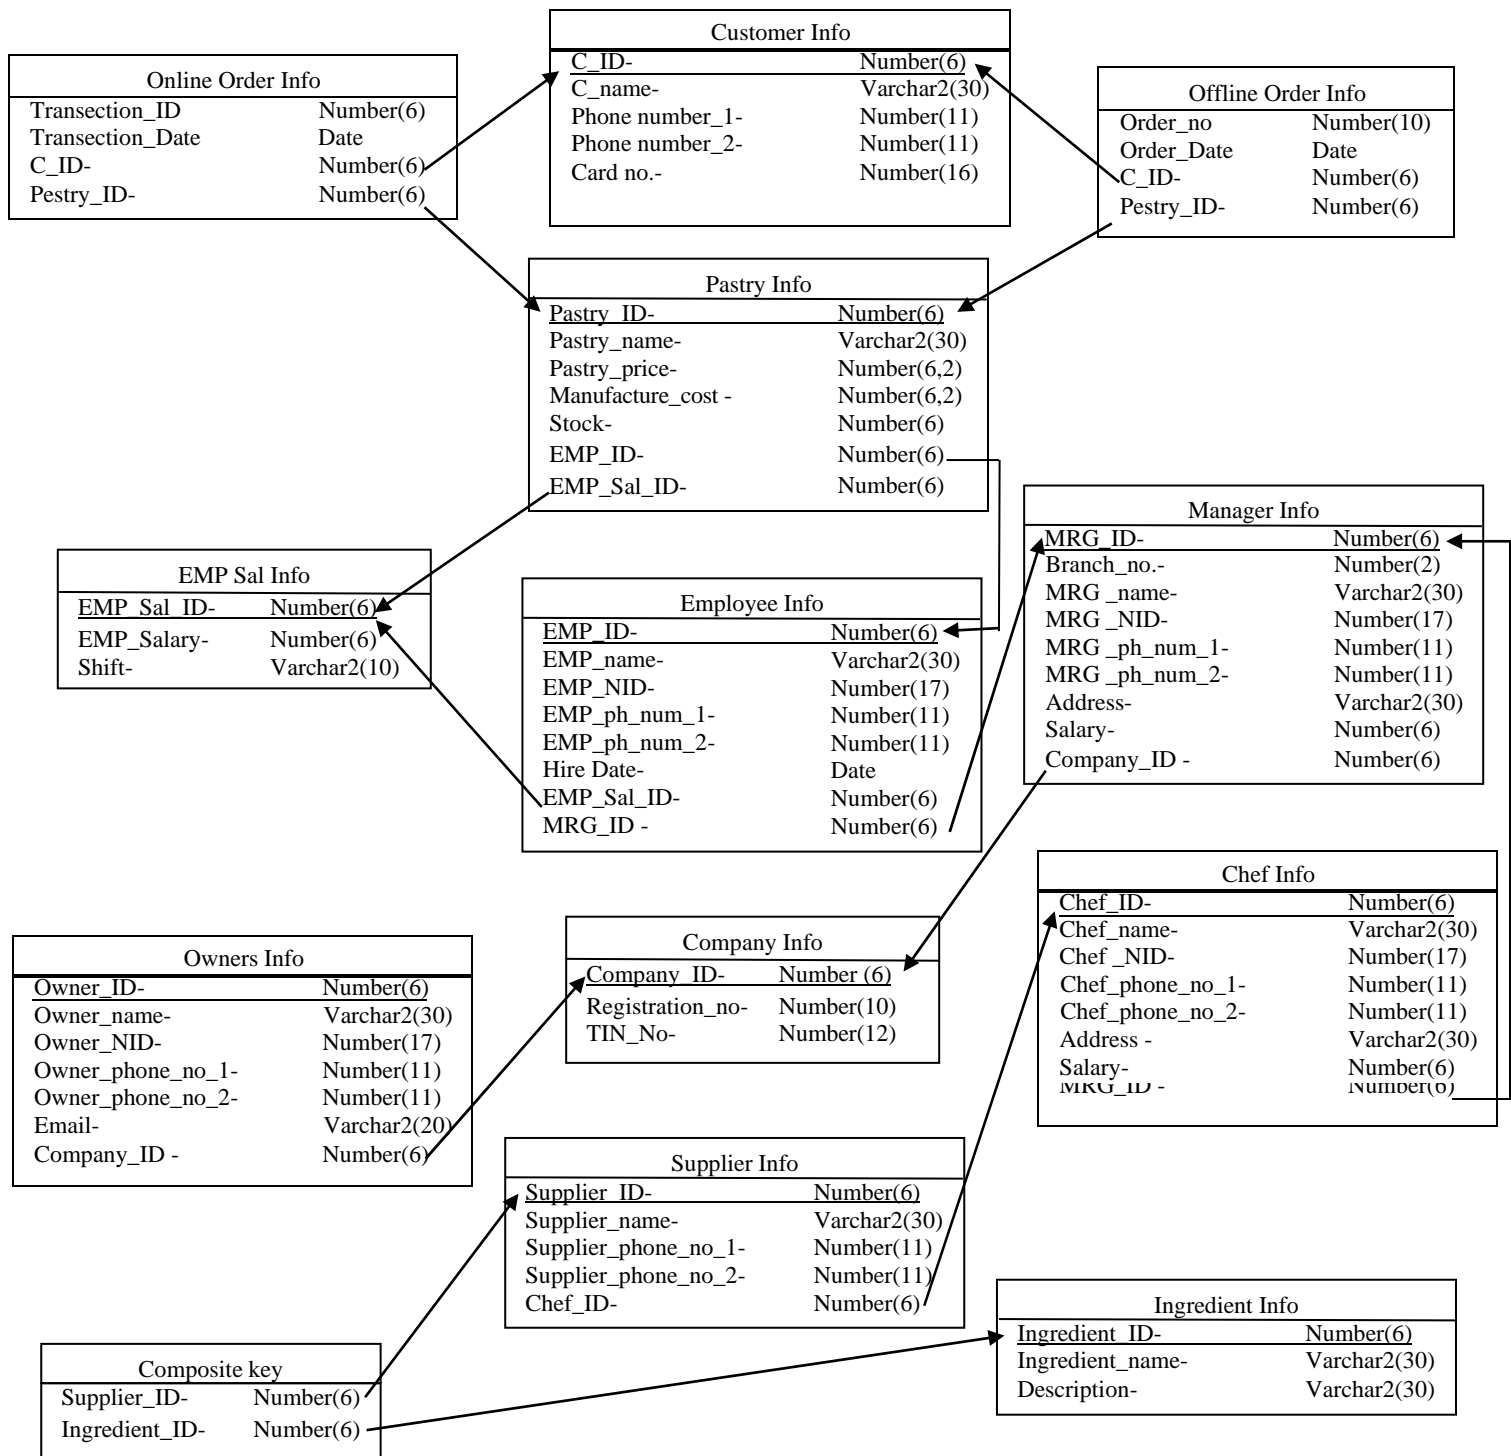 Customer Info
C_ID- Number(6)
C_name- Varchar2(30)
Phone number_1- Number(11)
Phone number_2- Number(11)
Card no.- Number(16)
Online Order Info
Transection_ID Number(6)
Transection_Date Date
C_ID- Number(6)
Pestry_ID- Number(6)
Offline Order Info
Order_no Number(10)
Order_Date Date
C_ID- Number(6)
Pestry_ID- Number(6)
Pastry Info
Pastry_ID- Number(6)
Pastry_name- Varchar2(30)
Pastry_price- Number(6,2)
Manufacture_cost - Number(6,2)
Stock- Number(6)
EMP_ID- Number(6)
EMP_Sal_ID- Number(6)
Manager Info
MRG_ID- Number(6)
Branch_no.- Number(2)
MRG _name- Varchar2(30)
MRG _NID- Number(17)
MRG _ph_num_1- Number(11)
MRG _ph_num_2- Number(11)
Address- Varchar2(30)
Salary- Number(6)
Company_ID - Number(6)
EMP Sal Info
EMP_Sal_ID- Number(6)
EMP_Salary- Number(6)
Shift- Varchar2(10)
Employee Info
EMP_ID- Number(6)
EMP_name- Varchar2(30)
EMP_NID- Number(17)
EMP_ph_num_1- Number(11)
EMP_ph_num_2- Number(11)
Hire Date- Date
EMP_Sal_ID- Number(6)
MRG_ID - Number(6)
Chef Info
Chef_ID- Number(6)
Chef_name- Varchar2(30)
Chef _NID- Number(17)
Chef_phone_no_1- Number(11)
Chef_phone_no_2- Number(11)
Address - Varchar2(30)
Salary- Number(6)
MRG_ID - Number(6)
Owners Info
Owner_ID- Number(6)
Owner_name- Varchar2(30)
Owner_NID- Number(17)
Owner_phone_no_1- Number(11)
Owner_phone_no_2- Number(11)
Email- Varchar2(20)
Company_ID - Number(6)
Company Info
Company_ID- Number (6)
Registration_no- Number(10)
TIN_No- Number(12)
Supplier Info
Supplier_ID- Number(6)
Supplier_name- Varchar2(30)
Supplier_phone_no_1- Number(11)
Supplier_phone_no_2- Number(11)
Chef_ID- Number(6)
Ingredient Info
Ingredient_ID- Number(6)
Ingredient_name- Varchar2(30)
Description- Varchar2(30)
Composite key
Supplier_ID- Number(6)
Ingredient_ID- Number(6)